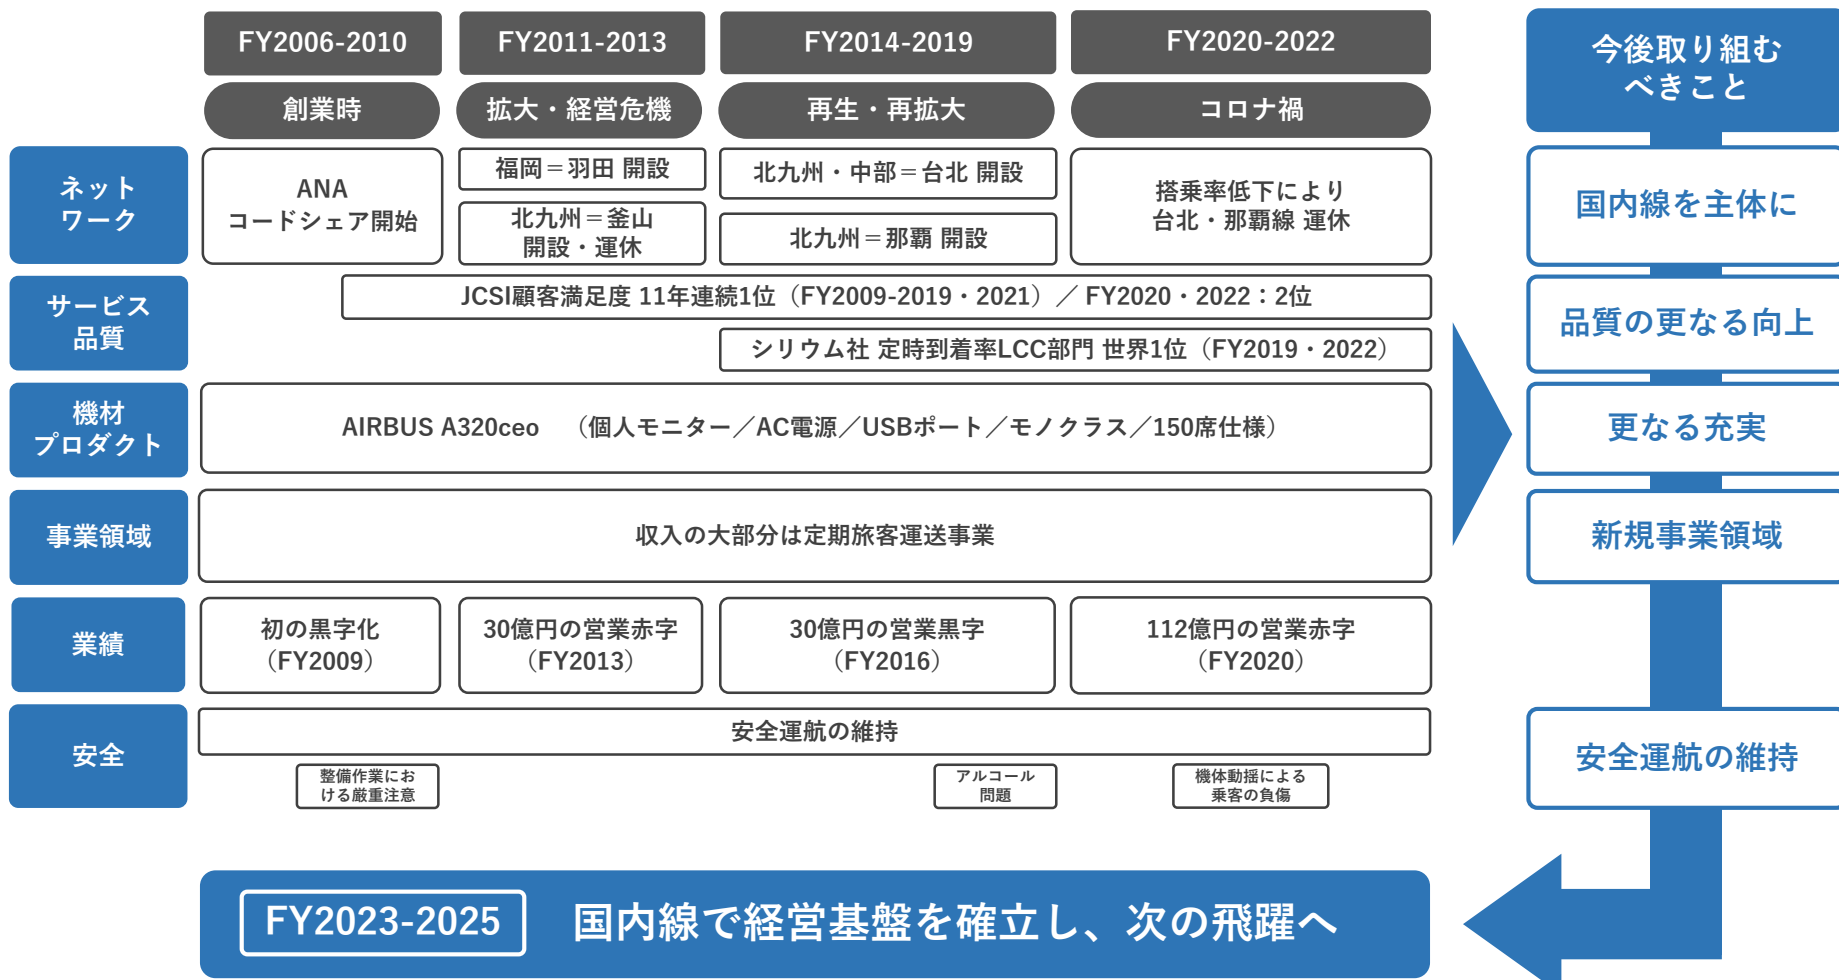 FY2006-2010
FY2011-2013
FY2014-2019
FY2020-2022
今後取り組む
べきこと
創業時
拡大・経営危機
再生・再拡大
コロナ禍
ネット
ワーク
ANA
コードシェア開始
福岡＝羽田 開設
北九州＝釜山
開設・運休
北九州・中部＝台北 開設
北九州＝那覇 開設
搭乗率低下により
台北・那覇線 運休
国内線を主体に
サービス
品質
JCSI顧客満足度 11年連続1位（FY2009-2019・2021）／ FY2020・2022：2位
シリウム社 定時到着率LCC部門 世界1位（FY2019・2022）
品質の更なる向上
機材
プロダクト
AIRBUS A320ceo　（個人モニター／AC電源／USBポート／モノクラス／150席仕様）
更なる充実
事業領域
収入の大部分は定期旅客運送事業
新規事業領域
業績
初の黒字化
（FY2009）
30億円の営業赤字
（FY2013）
30億円の営業黒字
（FY2016）
112億円の営業赤字
（FY2020）
安全
安全運航の維持
整備作業にお
ける厳重注意
アルコール
問題
機体動揺による
乗客の負傷
安全運航の維持
FY2023-2025 国内線で経営基盤を確立し、次の飛躍へ